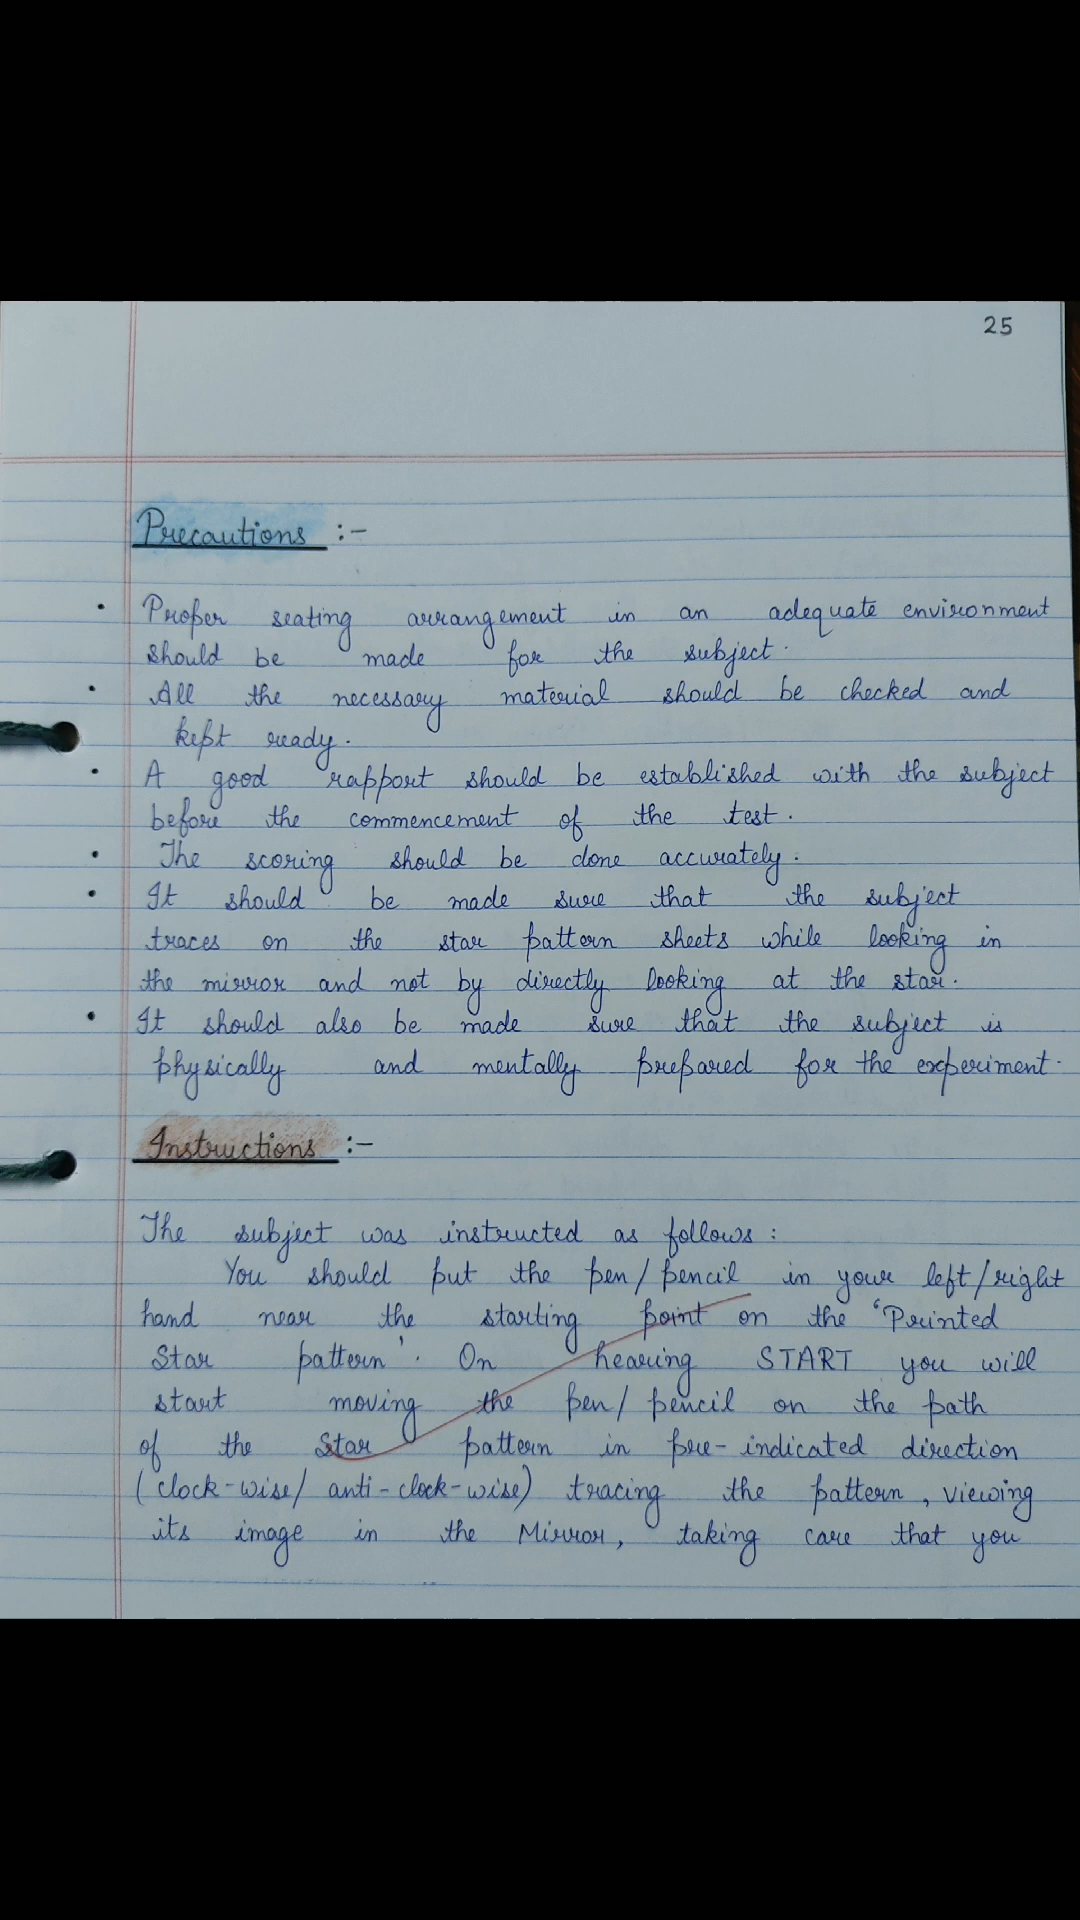 25
Precautions :-
• Proper seating arrangement in an adequate environment
should be made for the subject.
• All the necessary material should be checked and
kept ready.
• A good rapport should be established with the subject
before the commencement of the test.
• The scoring should be done accurately.
• It should be made sure that the subject
traces on the star pattern sheets while looking in
the mirror and not by directly looking at the star.
• It should also be made sure that the subject is
physically and mentally prepared for the experiment.
Instructions :-
The subject was instructed as follows :
You should put the pen/pencil in your left/right
hand near the starting point on the 'Printed
Star pattern'. On hearing START you will
start moving the pen/pencil on the path
of the Star pattern in pre-indicated direction
(clock-wise/anti-clock-wise) tracing the pattern, viewing
its image in the Mirror, taking care that you